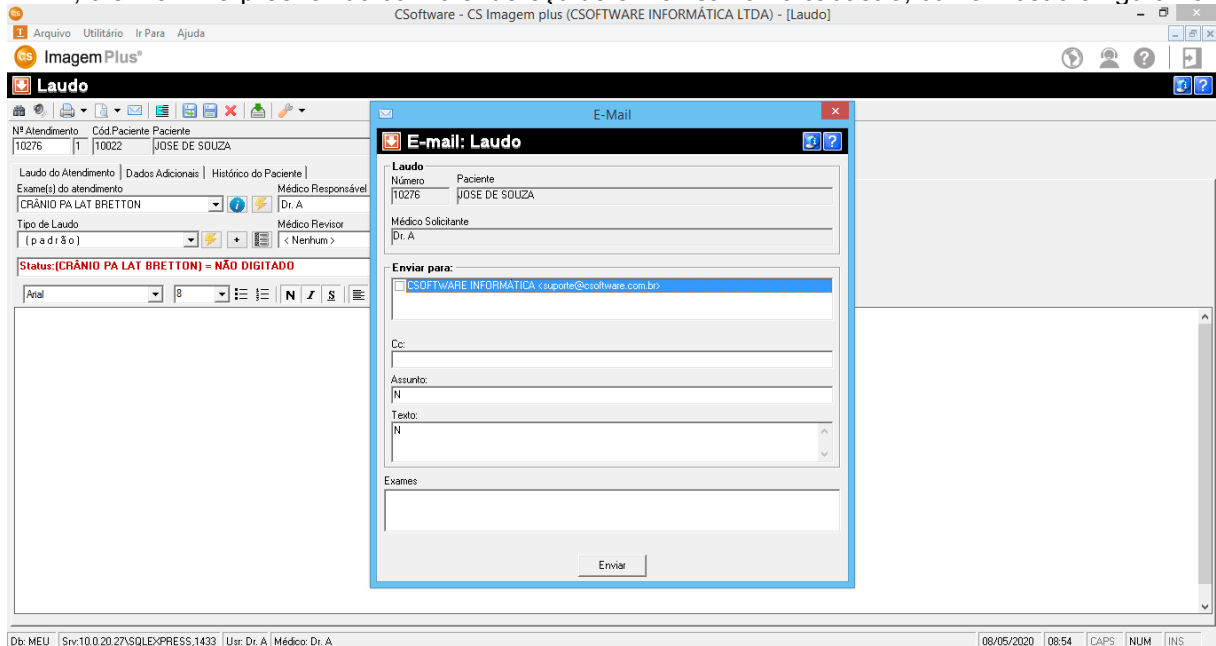 CSoftware - CS Imagem plus (CSOFTWARE INFORMÁTICA LTDA) - [Laudo]
Arquivo Utilitário Ir Para Ajuda
cs ImagemPlus®
Laudo
Nº Atendimento Cód.Paciente Paciente
10276 1 10022 JOSE DE SOUZA
Laudo do Atendimento Dados Adicionais Histórico do Paciente
Exame(s) do atendimento Médico Responsável
CRÂNIO PA LAT BRETTON Dr. A
Tipo de Laudo Médico Revisor
(padrão) + < Nenhum >
Status:(CRÂNIO PA LAT BRETTON) = NÃO DIGITADO
Arial 8 N I S
E-Mail
E-mail: Laudo
Laudo
Número Paciente
10276 JOSE DE SOUZA
Médico Solicitante
Dr. A
Enviar para:
CSOFTWARE INFORMÁTICA <suporte@csoftware.com.br>
Cc:
Assunto:
N
Texto:
N
Exames
Enviar
Db: MEU Srv:10.0.20.27\SQLEXPRESS,1433 Usr: Dr. A Médico: Dr. A 08/05/2020 08:54 CAPS NUM INS